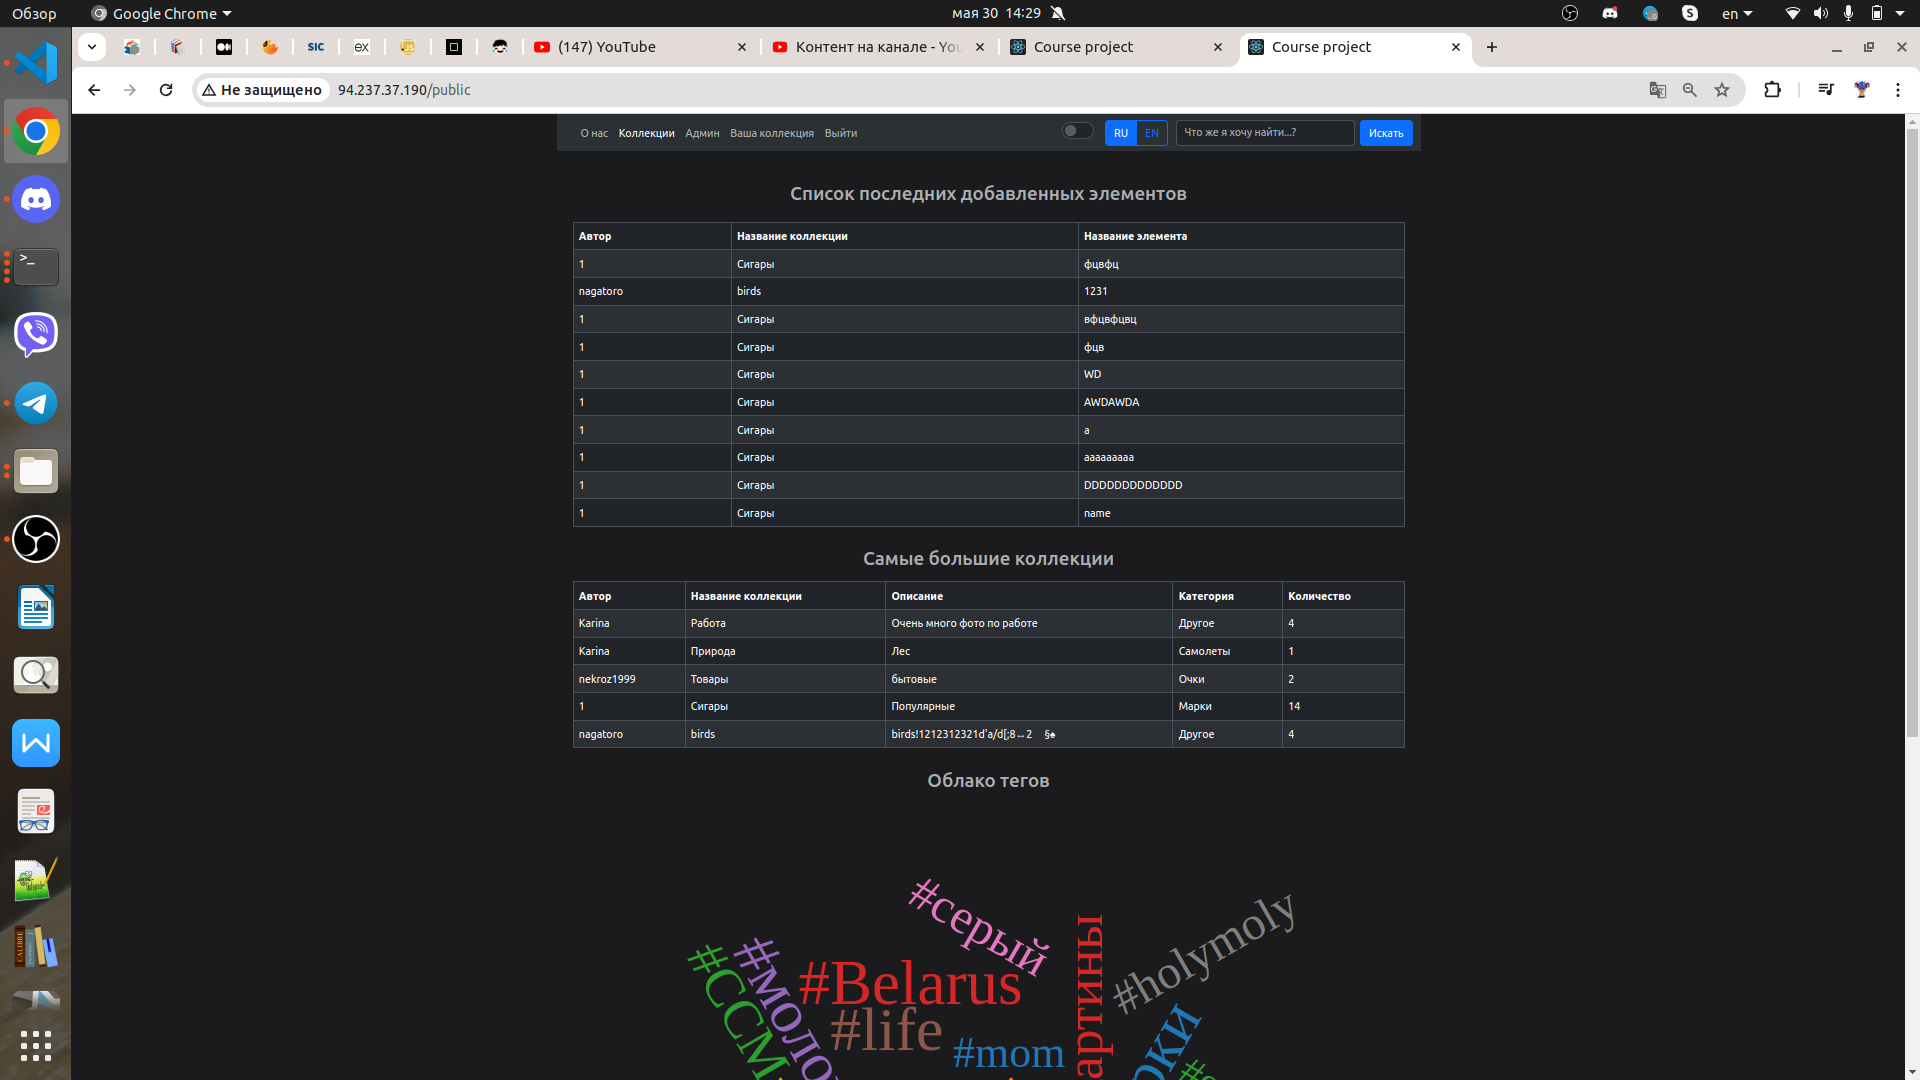 Обзор
Google Chrome
мая 30 14:29
en
SIC
ex
(147) YouTube
Контент на канале - You
Course project
Course project
Не защищено
94.237.37.190/public
О нас Коллекции Админ Ваша коллекция Выйти
RU EN
Что же я хочу найти...?
Искать
Список последних добавленных элементов
Автор Название коллекции Название элемента
1 Сигары фцвфц
nagatoro birds 1231
1 Сигары вфцвфцвц
1 Сигары фцв
1 Сигары WD
1 Сигары AWDAWDA
1 Сигары a
1 Сигары aaaaaaaaa
1 Сигары DDDDDDDDDDDDD
1 Сигары name
Самые большие коллекции
Автор Название коллекции Описание Категория Количество
Karina Работа Очень много фото по работе Другое 4
Karina Природа Лес Самолеты 1
nekroz1999 Товары бытовые Очки 2
1 Сигары Популярные Марки 14
nagatoro birds birds!1212312321d'a/d[;8↔2 §♠ Другое 4
Облако тегов
#серый
#holymoly
#Belarus
#life
#mom